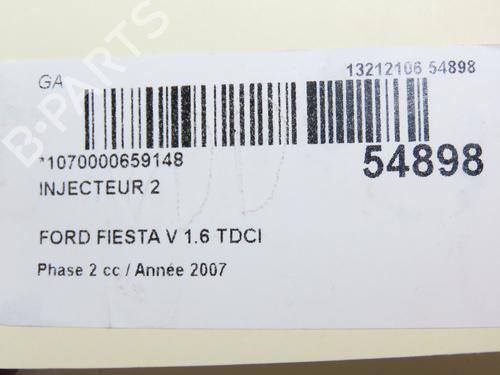 GA
13212106 54898
*1070000659148
54898
INJECTEUR 2
FORD FIESTA V 1.6 TDCI
Phase 2 cc / Année 2007
B-PARTS